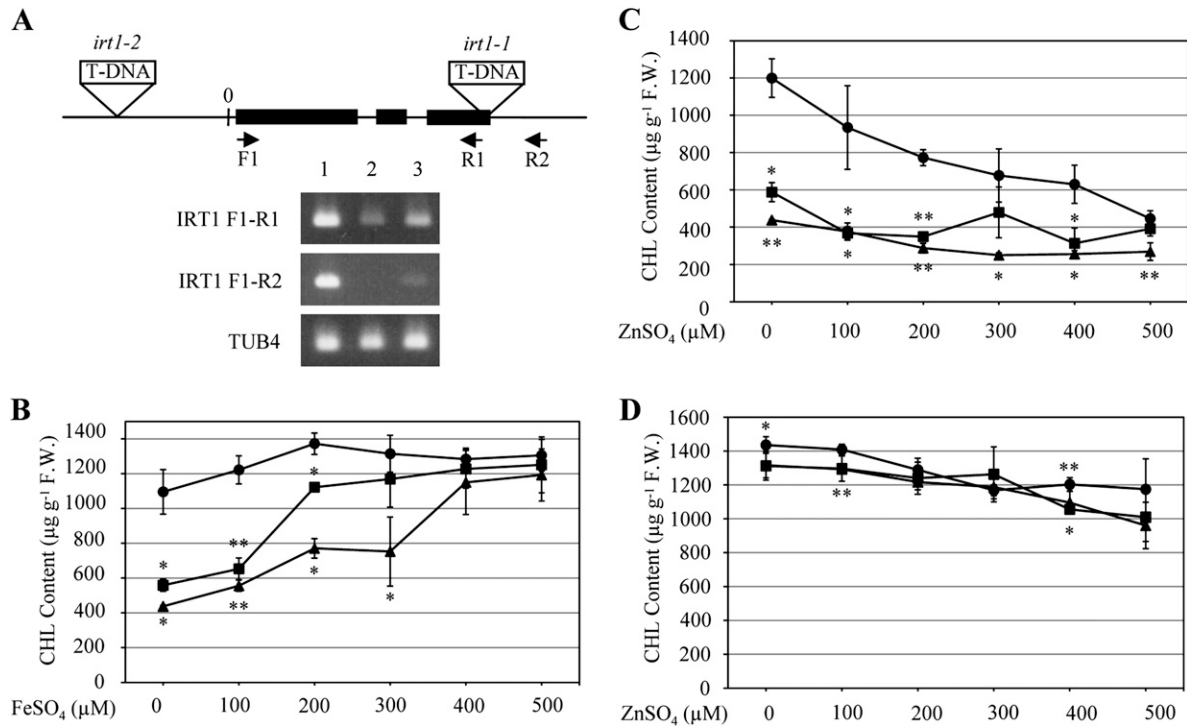 A
irt1-2
irt1-1
T-DNA
T-DNA
0
F1
R1
R2
1 2 3
IRT1 F1-R1
IRT1 F1-R2
TUB4
B
CHL Content (µg g⁻¹ F.W.)
1400
1200
1000
800
600
400
200
0
* ** * * ** * *
0 100 200 300 400 500
FeSO₄ (µM)
C
CHL Content (µg g⁻¹ F.W.)
1400
1200
1000
800
600
400
200
0
* * ** * ** * ** * * **
0 100 200 300 400 500
ZnSO₄ (µM)
D
CHL Content (µg g⁻¹ F.W.)
1600
1400
1200
1000
800
600
400
200
0
* ** ** *
0 100 200 300 400 500
ZnSO₄ (µM)